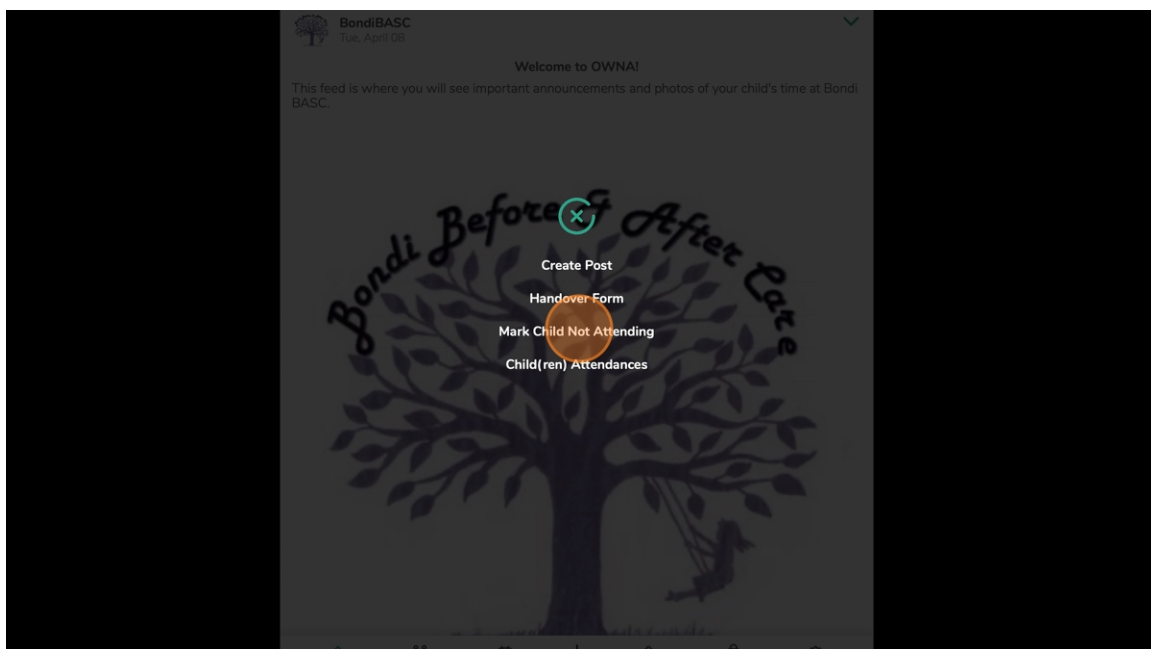 BondiBASC
Tue, April 08
Welcome to OWNA!
This feed is where you will see important announcements and photos of your child's time at Bondi
BASC.
Bondi Before & After Care
Create Post
Handover Form
Mark Child Not Attending
Child(ren) Attendances